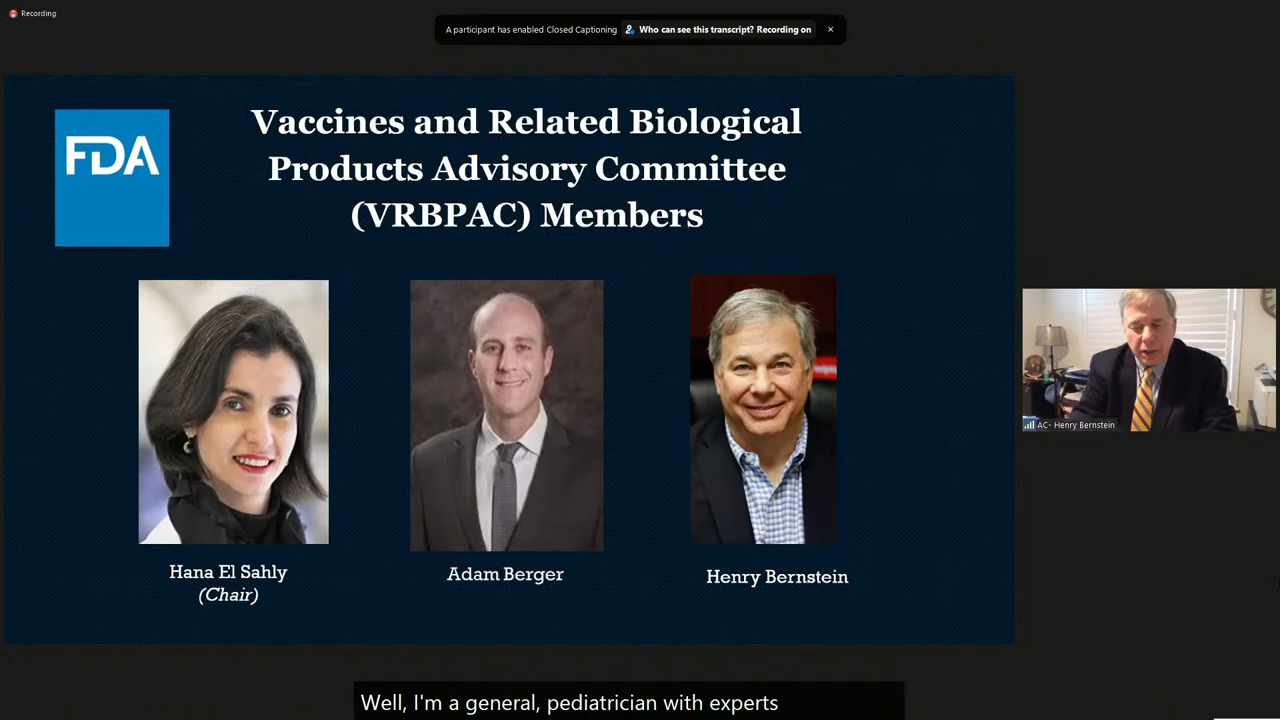 Recording
A participant has enabled Closed Captioning Who can see this transcript? Recording on
FDA
Vaccines and Related Biological
Products Advisory Committee
(VRBPAC) Members
Hana El Sahly
(Chair)
Adam Berger
Henry Bernstein
AC- Henry Bernstein
Well, I'm a general, pediatrician with experts